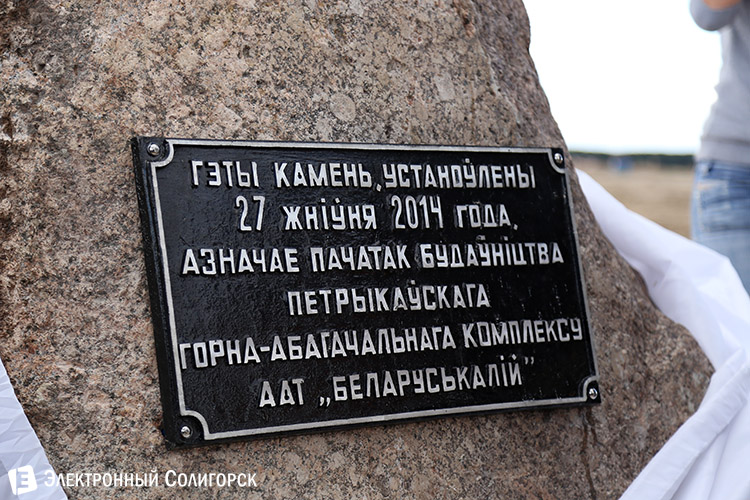 ГЭТЫ КАМЕНЬ, УСТАНОЎЛЕНЫ
27 ЖНІЎНЯ 2014 ГОДА,
АЗНАЧАЕ ПАЧАТАК БУДАЎНІЦТВА
ПЕТРЫКАЎСКАГА
ГОРНА-АБАГАЧАЛЬНАГА КОМПЛЕКСУ
ААТ „БЕЛАРУСЬКАЛІЙ"
Э Электронный Солигорск